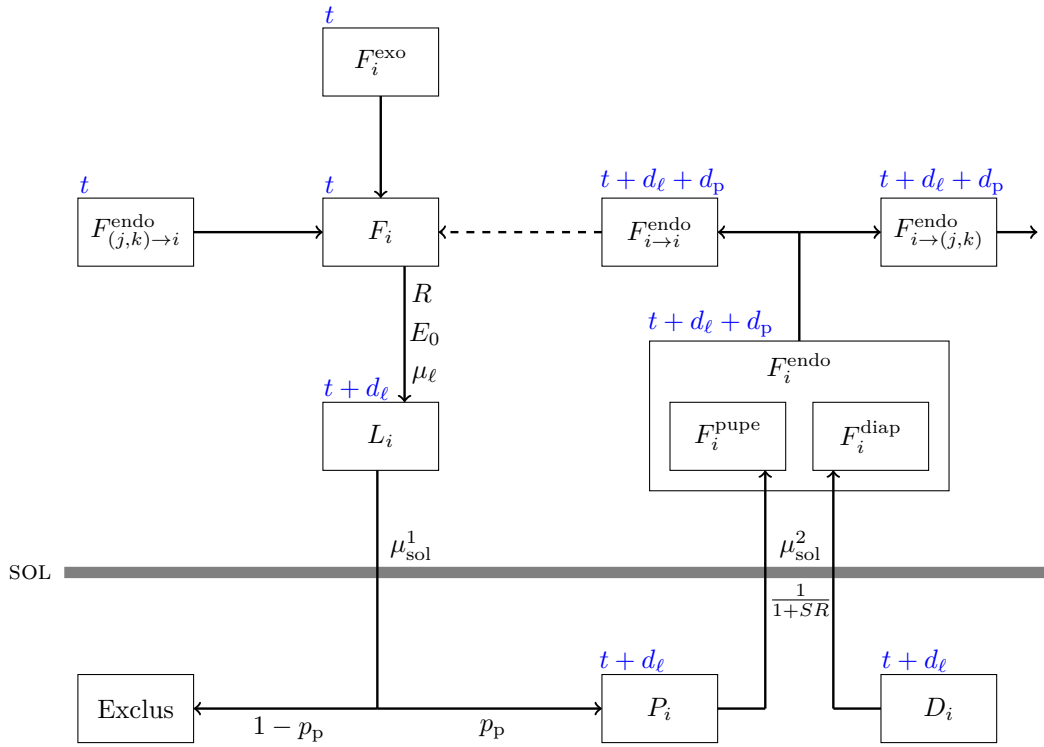 t
F_i^exo
t
t
t + d_ℓ + d_p
t + d_ℓ + d_p
F_{(j,k)→i}^endo
F_i
F_{i→i}^endo
F_{i→(j,k)}^endo
R
E_0
μ_ℓ
t + d_ℓ + d_p
F_i^endo
t + d_ℓ
L_i
F_i^pupe
F_i^diap
μ_sol^1
μ_sol^2
SOL
1/(1+SR)
t + d_ℓ
t + d_ℓ
Exclus
1 − p_p
p_p
P_i
D_i